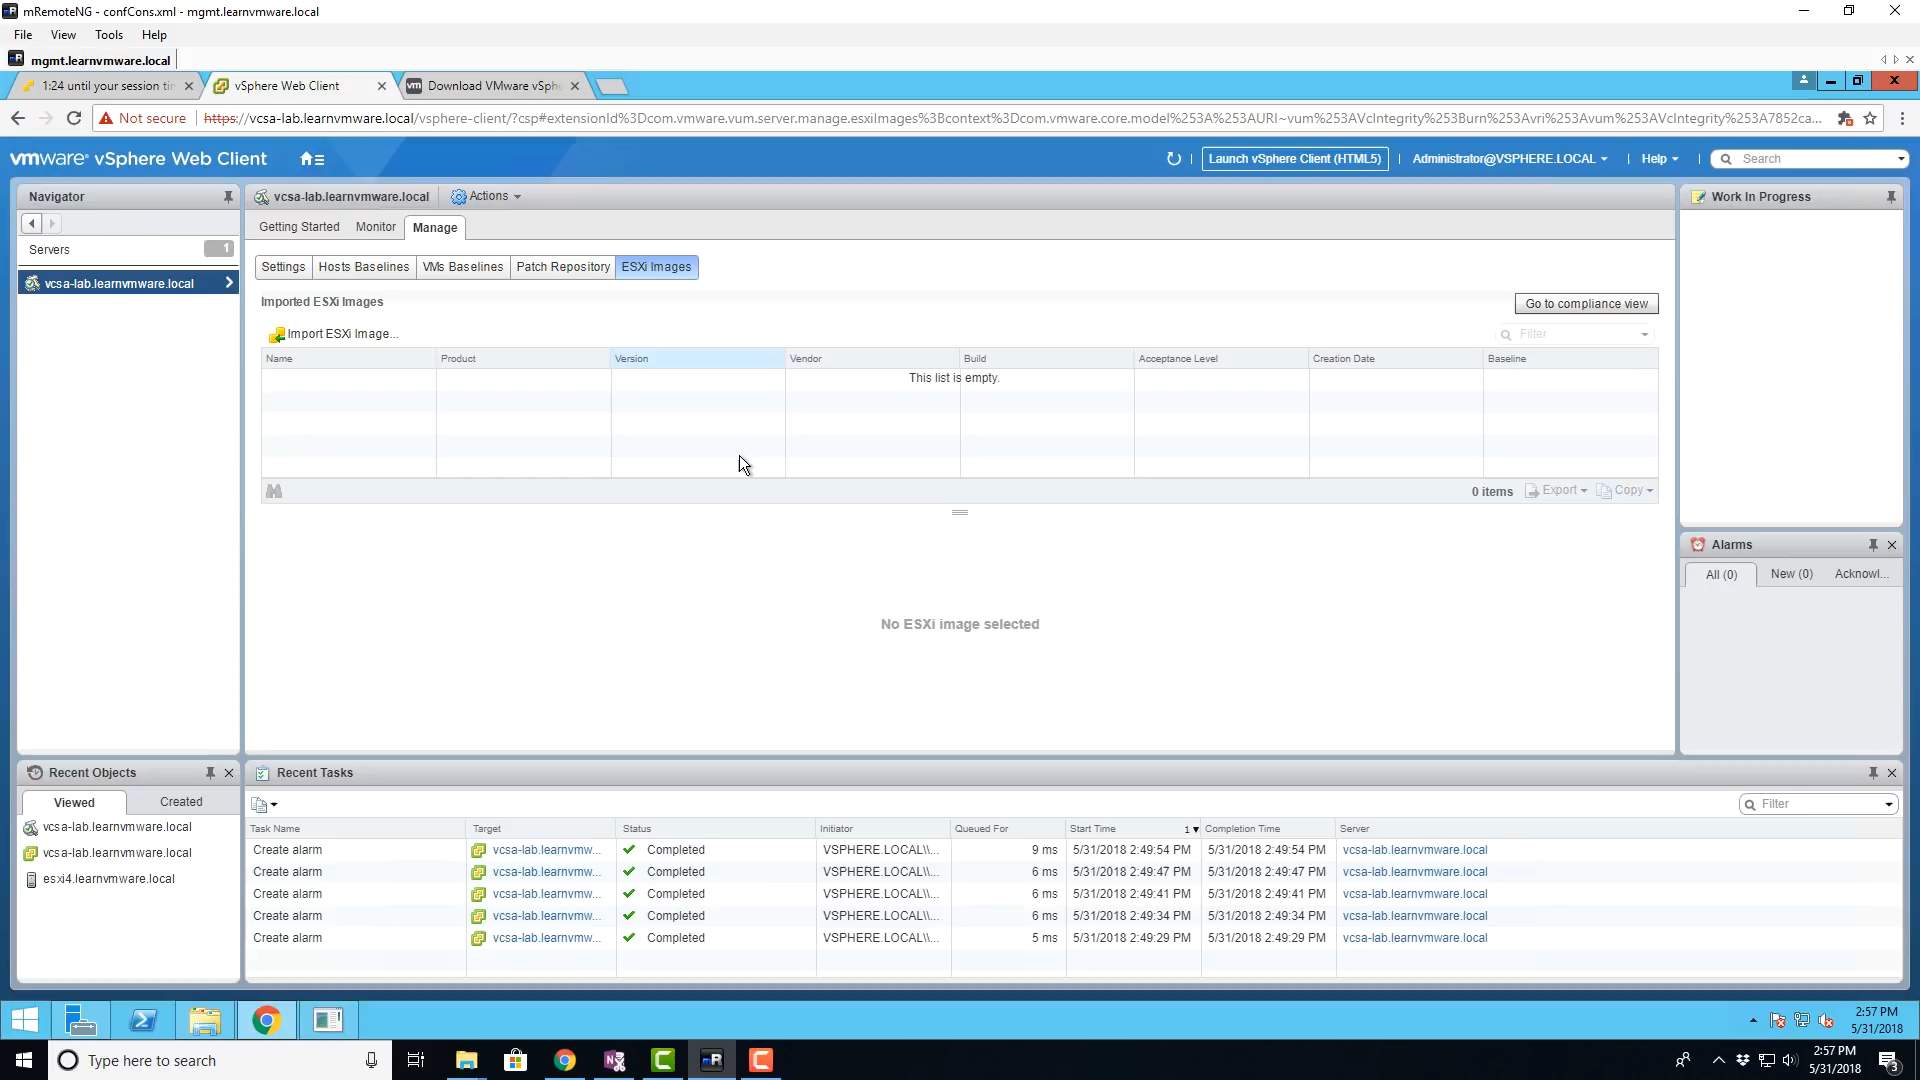 mRemoteNG - confCons.xml - mgmt.learnvmware.local
File View Tools Help
mgmt.learnvmware.local
1:24 until your session tir
vSphere Web Client
Download VMware vSph
Not secure https://vcsa-lab.learnvmware.local/vsphere-client/?csp#extensionId%3Dcom.vmware.vum.server.manage.esxiImages%3Bcontext%3Dcom.vmware.core.model%253A%253AURI~vum%253AVcIntegrity%253Burn%253Avri%253Avum%253AVcIntegrity%253A7852ca...
vmware® vSphere Web Client
Launch vSphere Client (HTML5)
Administrator@VSPHERE.LOCAL
Help
Search
Navigator
vcsa-lab.learnvmware.local Actions
Work In Progress
Getting Started Monitor Manage
Servers 1
vcsa-lab.learnvmware.local
Settings Hosts Baselines VMs Baselines Patch Repository ESXi Images
Imported ESXi Images
Go to compliance view
Import ESXi Image...
Filter
Name Product Version Vendor Build Acceptance Level Creation Date Baseline
This list is empty.
0 items Export Copy
No ESXi image selected
Alarms
All (0) New (0) Acknowl...
Recent Objects
Viewed Created
vcsa-lab.learnvmware.local
vcsa-lab.learnvmware.local
esxi4.learnvmware.local
Recent Tasks
Filter
Task Name Target Status Initiator Queued For Start Time 1 Completion Time Server
Create alarm vcsa-lab.learnvmw... Completed VSPHERE.LOCAL\\... 9 ms 5/31/2018 2:49:54 PM 5/31/2018 2:49:54 PM vcsa-lab.learnvmware.local
Create alarm vcsa-lab.learnvmw... Completed VSPHERE.LOCAL\\... 6 ms 5/31/2018 2:49:47 PM 5/31/2018 2:49:47 PM vcsa-lab.learnvmware.local
Create alarm vcsa-lab.learnvmw... Completed VSPHERE.LOCAL\\... 6 ms 5/31/2018 2:49:41 PM 5/31/2018 2:49:41 PM vcsa-lab.learnvmware.local
Create alarm vcsa-lab.learnvmw... Completed VSPHERE.LOCAL\\... 6 ms 5/31/2018 2:49:34 PM 5/31/2018 2:49:34 PM vcsa-lab.learnvmware.local
Create alarm vcsa-lab.learnvmw... Completed VSPHERE.LOCAL\\... 5 ms 5/31/2018 2:49:29 PM 5/31/2018 2:49:29 PM vcsa-lab.learnvmware.local
2:57 PM
5/31/2018
Type here to search
2:57 PM
5/31/2018
3